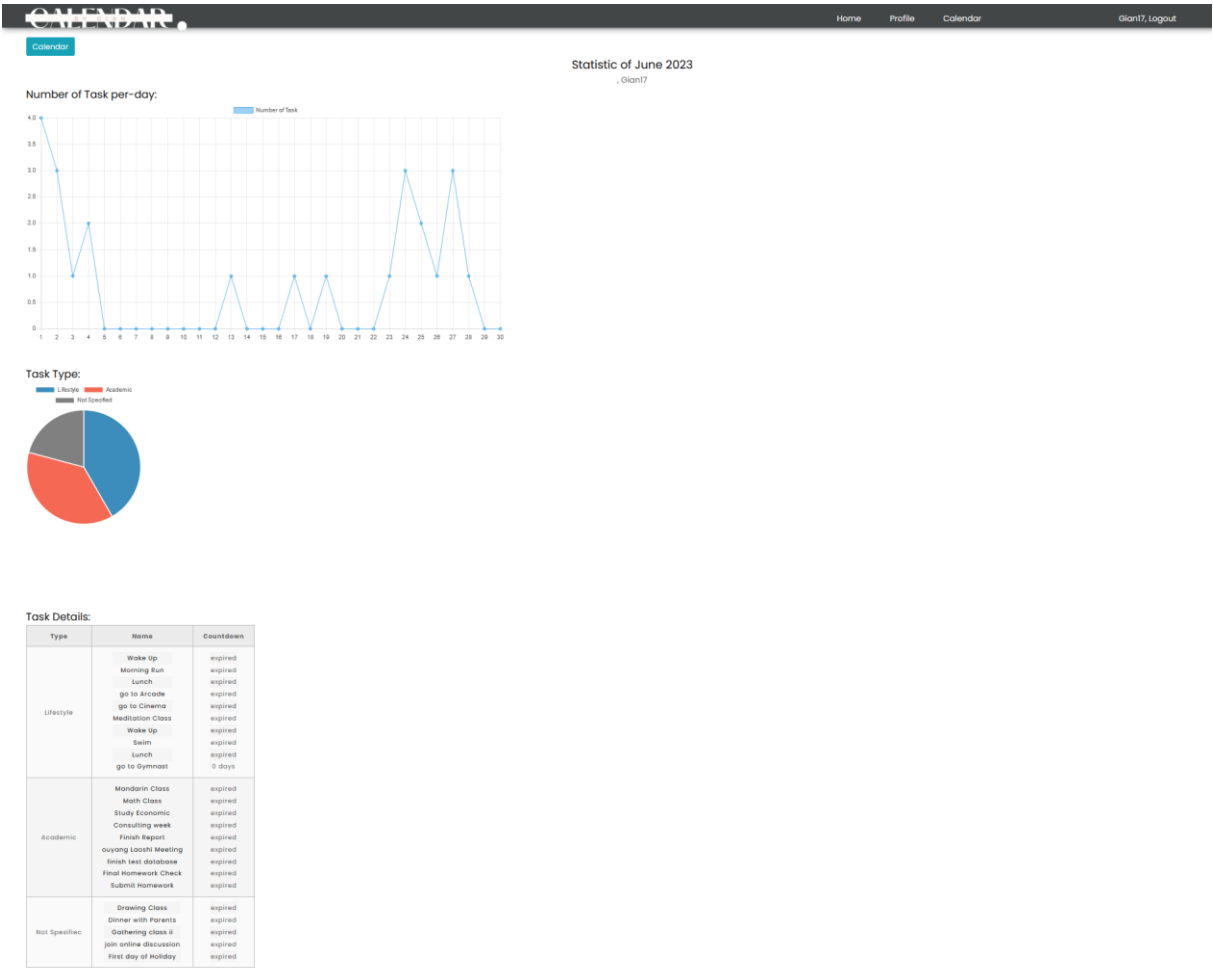 CALENDAR
BY GIAN
Home Profile Calendar Gian17, Logout
Calendar
Statistic of June 2023
, Gian17
Number of Task per-day:
Number of Task
4.0
3.5
3.0
2.5
2.0
1.5
1.0
0.5
0
1 2 3 4 5 6 7 8 9 10 11 12 13 14 15 16 17 18 19 20 21 22 23 24 25 26 27 28 29 30
Task Type:
Lifestyle Academic
Not Specified
Task Details:
Type Name Countdown
Wake Up expired
Morning Run expired
Lunch expired
go to Arcade expired
go to Cinema expired
Lifestyle
Meditation Class expired
Wake Up expired
Swim expired
Lunch expired
go to Gymnast 0 days
Mandarin Class expired
Math Class expired
Study Economic expired
Consulting week expired
Academic Finish Report expired
ouyang Laoshi Meeting expired
finish test database expired
Final Homework Check expired
Submit Homework expired
Drawing Class expired
Dinner with Parents expired
Not Spesifiec Gathering class ii expired
join online discussion expired
First day of Holiday expired